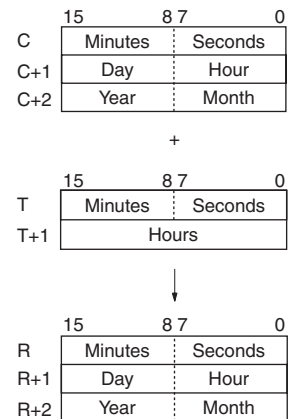 15 8 7 0
C Minutes Seconds
C+1 Day Hour
C+2 Year Month
+
15 8 7 0
T Minutes Seconds
T+1 Hours
15 8 7 0
R Minutes Seconds
R+1 Day Hour
R+2 Year Month